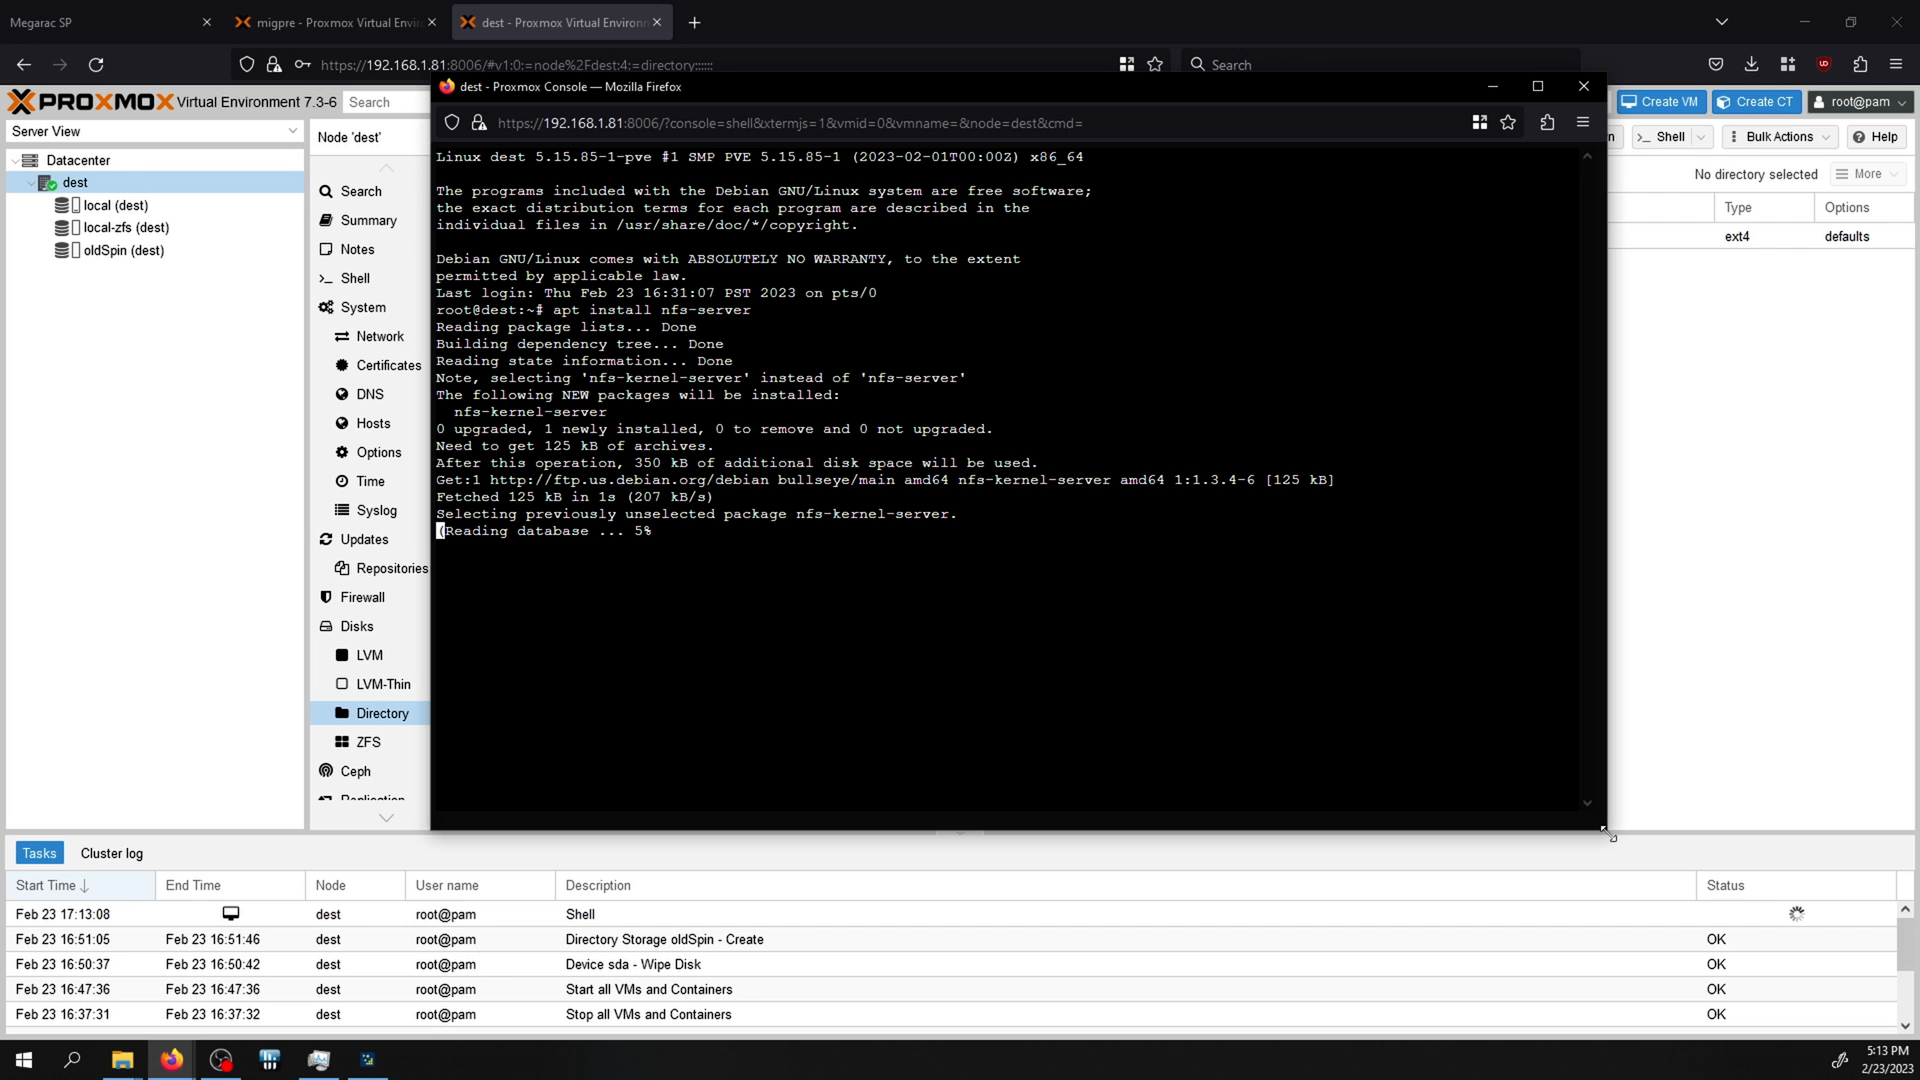 Megarac SP
migpre - Proxmox Virtual Envir
dest - Proxmox Virtual Environ
https://192.168.1.81:8006/#v1:0:=node%2Fdest:4:=directory::::::
Search
PROXMOX Virtual Environment 7.3-6
Search
Create VM
Create CT
root@pam
dest - Proxmox Console — Mozilla Firefox
https://192.168.1.81:8006/?console=shell&xtermjs=1&vmid=0&vmname=&node=dest&cmd=
Server View
Datacenter
dest
local (dest)
local-zfs (dest)
oldSpin (dest)
Node 'dest'
Shell
Bulk Actions
Help
No directory selected
More
Type
Options
ext4
defaults
Search
Summary
Notes
Shell
System
Network
Certificates
DNS
Hosts
Options
Time
Syslog
Updates
Repositories
Firewall
Disks
LVM
LVM-Thin
Directory
ZFS
Ceph
Replication
Linux dest 5.15.85-1-pve #1 SMP PVE 5.15.85-1 (2023-02-01T00:00Z) x86_64
The programs included with the Debian GNU/Linux system are free software;
the exact distribution terms for each program are described in the
individual files in /usr/share/doc/*/copyright.
Debian GNU/Linux comes with ABSOLUTELY NO WARRANTY, to the extent
permitted by applicable law.
Last login: Thu Feb 23 16:31:07 PST 2023 on pts/0
root@dest:~# apt install nfs-server
Reading package lists... Done
Building dependency tree... Done
Reading state information... Done
Note, selecting 'nfs-kernel-server' instead of 'nfs-server'
The following NEW packages will be installed:
nfs-kernel-server
0 upgraded, 1 newly installed, 0 to remove and 0 not upgraded.
Need to get 125 kB of archives.
After this operation, 350 kB of additional disk space will be used.
Get:1 http://ftp.us.debian.org/debian bullseye/main amd64 nfs-kernel-server amd64 1:1.3.4-6 [125 kB]
Fetched 125 kB in 1s (207 kB/s)
Selecting previously unselected package nfs-kernel-server.
(Reading database ... 5%
Tasks
Cluster log
Start Time
End Time
Node
User name
Description
Status
Feb 23 17:13:08 dest root@pam Shell
Feb 23 16:51:05 Feb 23 16:51:46 dest root@pam Directory Storage oldSpin - Create OK
Feb 23 16:50:37 Feb 23 16:50:42 dest root@pam Device sda - Wipe Disk OK
Feb 23 16:47:36 Feb 23 16:47:36 dest root@pam Start all VMs and Containers OK
Feb 23 16:37:31 Feb 23 16:37:32 dest root@pam Stop all VMs and Containers OK
5:13 PM
2/23/2023